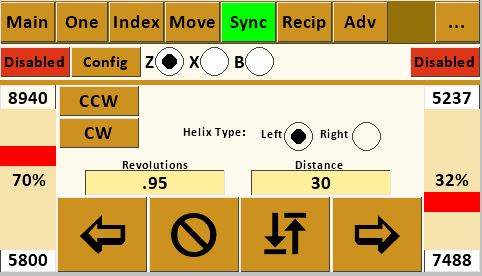 Main One Index Move Sync Recip Adv ...
Disabled Config Z X B Disabled
8940 CCW 5237
CW Helix Type: Left Right
Revolutions Distance
70% .95 30 32%
5800 7488